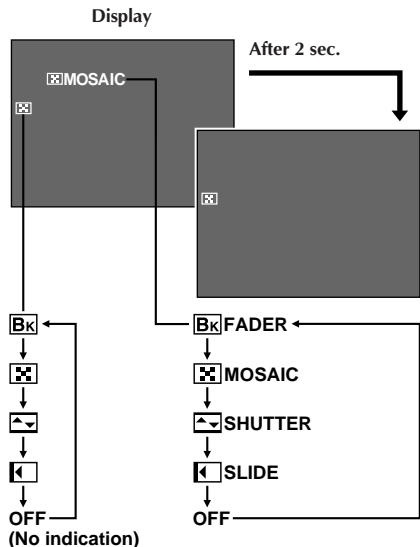 Display
After 2 sec.
MOSAIC
BK
BK FADER
MOSAIC
SHUTTER
SLIDE
OFF
(No indication)
OFF